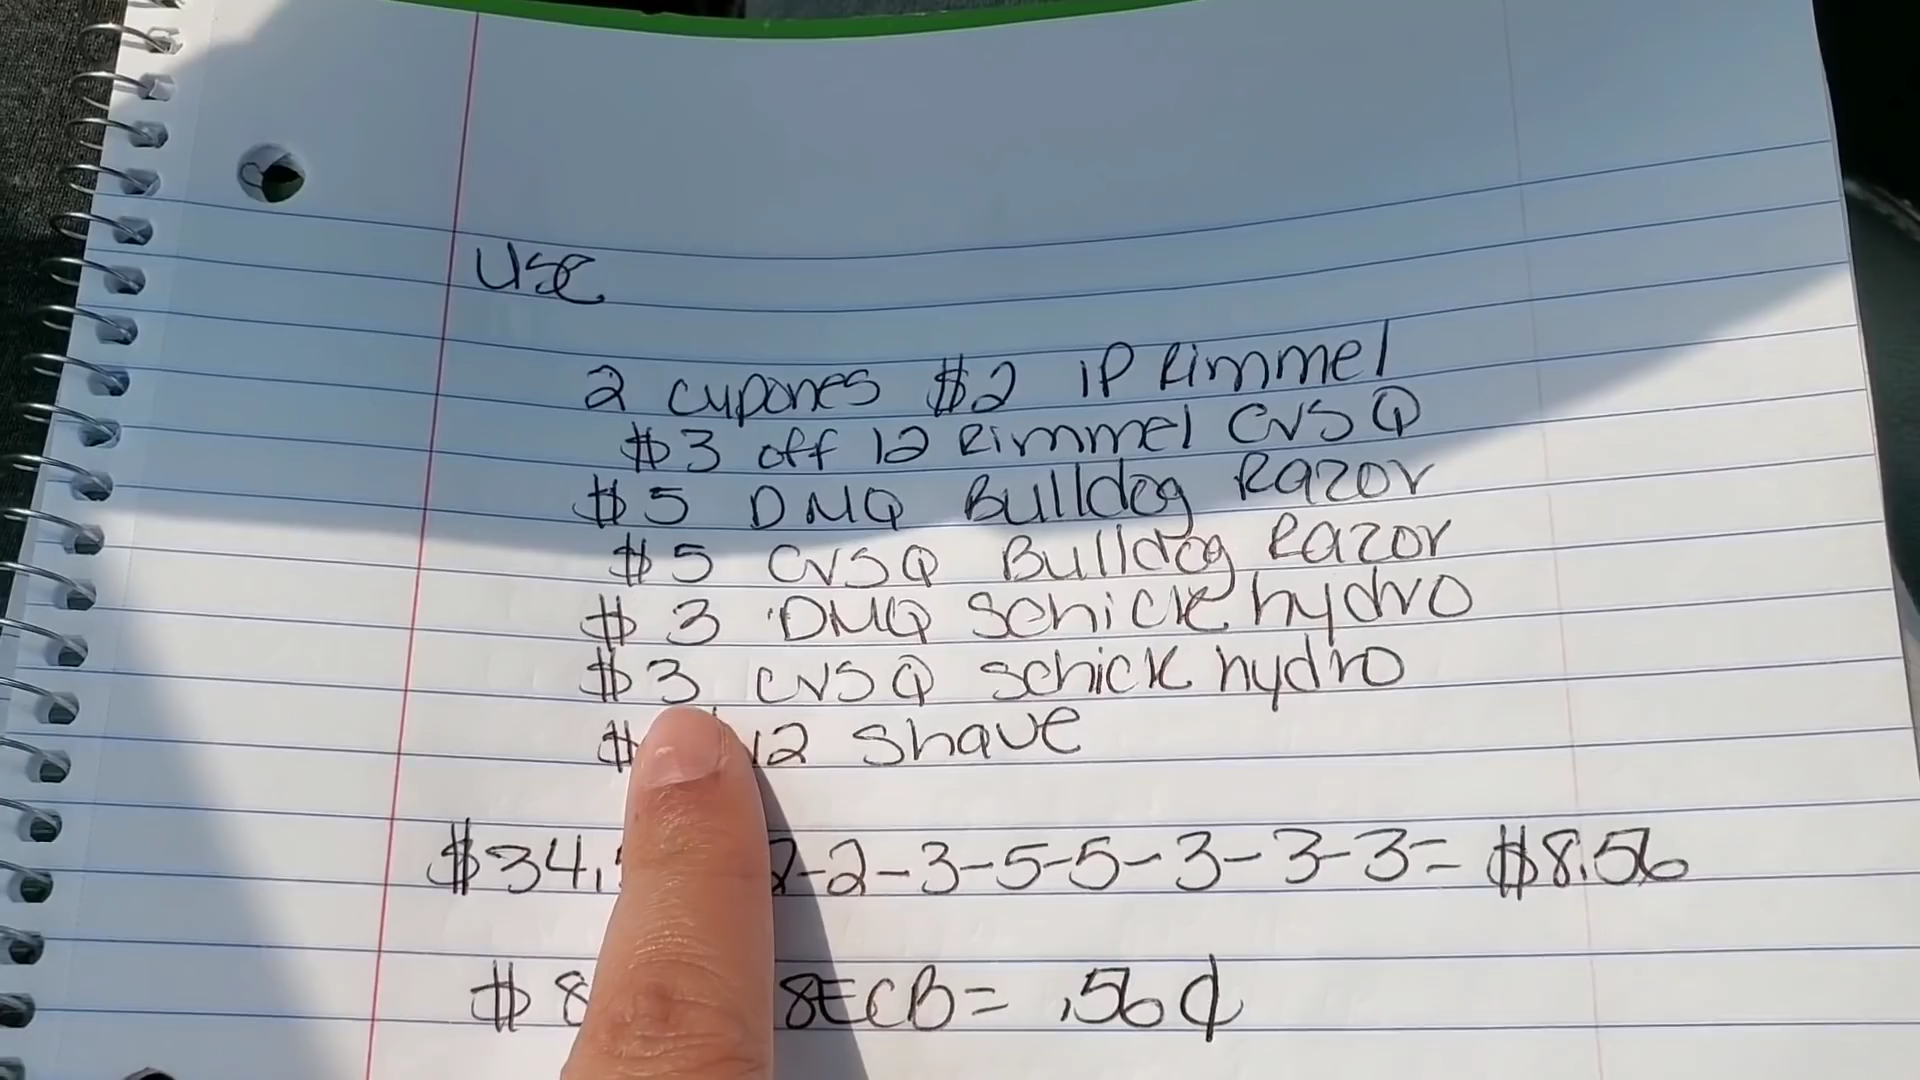 use
2 cupones $2 IP Rimmel
$3 off 12 Rimmel CVS Q
$5 DMQ Bulldog Razor
$5 CVSQ Bulldog Razor
$3 DMQ Schick hydro
$3 CVSQ Schick hydro
$ 12 shave
$34. 2-2-3-5-5-3-3-3= $8.56
$8 8ECB= .56¢